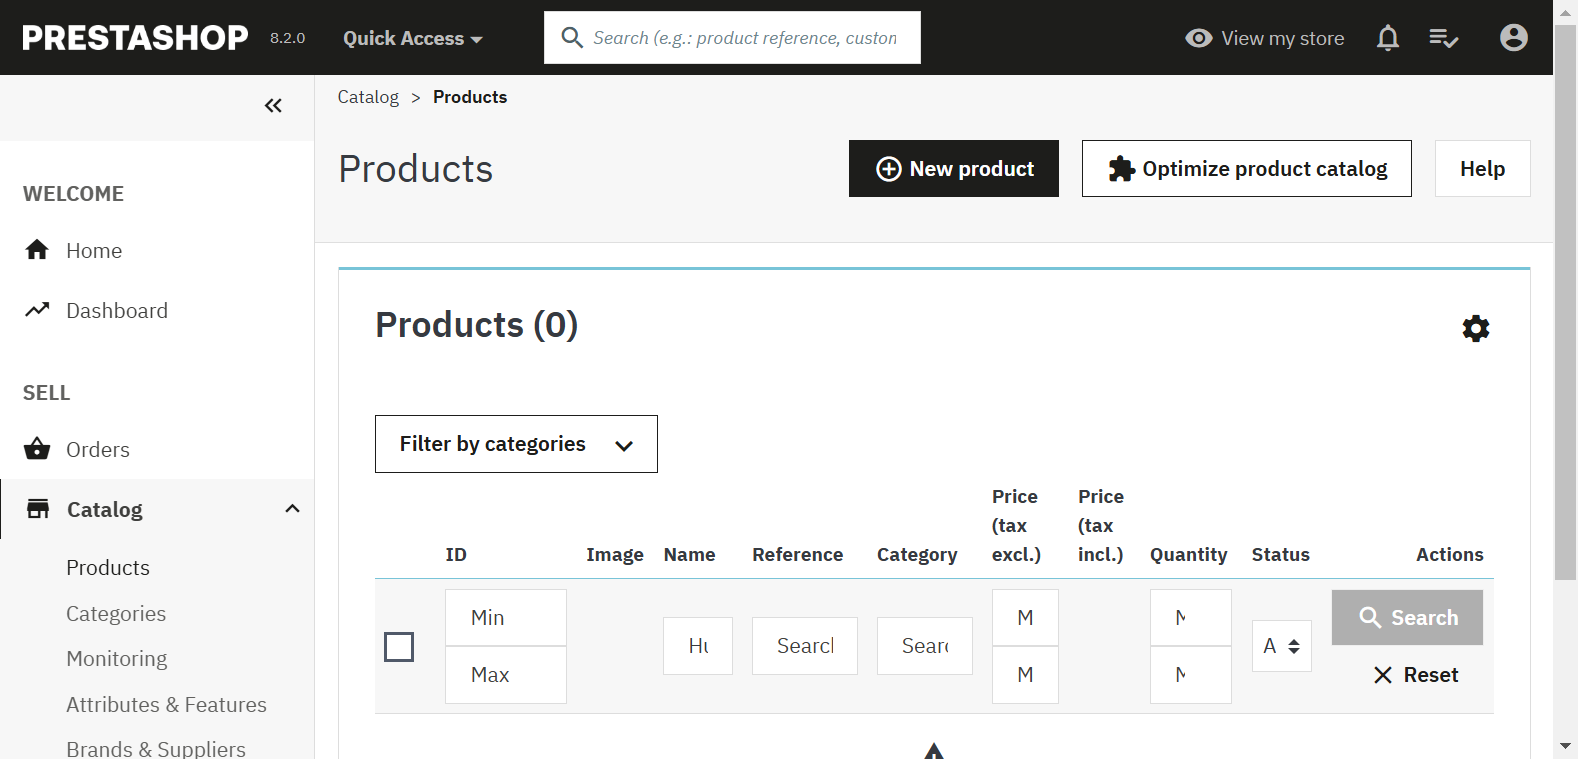 PRESTASHOP 8.2.0 Quick Access Search (e.g.: product reference, custon View my store
Catalog > Products
Products New product Optimize product catalog Help
WELCOME
Home
Dashboard
SELL
Orders
Catalog
Products
Categories
Monitoring
Attributes & Features
Brands & Suppliers
Products (0)
Filter by categories
ID Image Name Reference Category Price (tax excl.) Price (tax incl.) Quantity Status Actions
Min M Search
Hu Search Searc A
Max M Reset